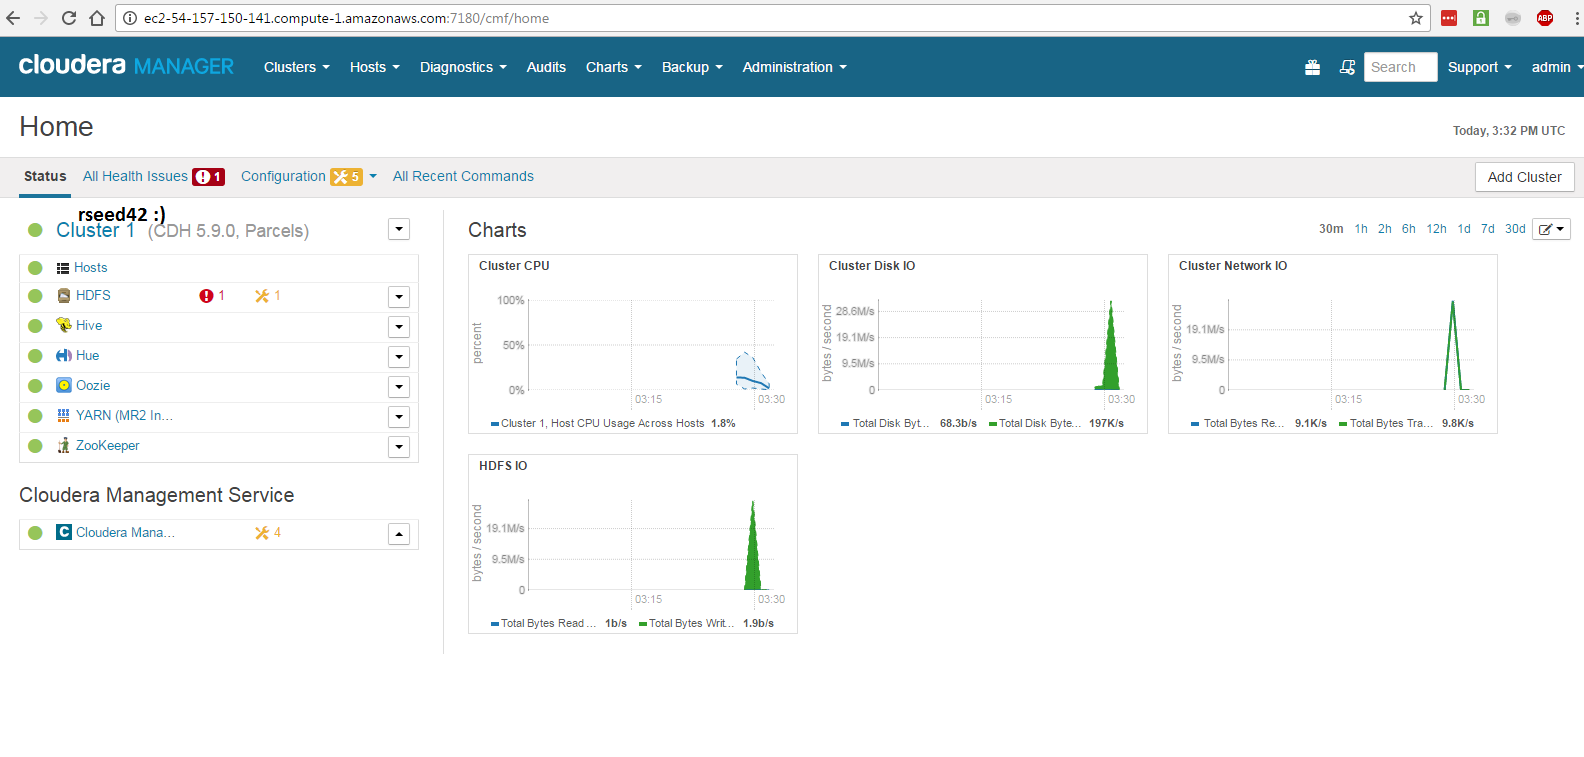 ec2-54-157-150-141.compute-1.amazonaws.com:7180/cmf/home
ABP
cloudera MANAGER Clusters Hosts Diagnostics Audits Charts Backup Administration Search Support admin
Home
Today, 3:32 PM UTC
Status All Health Issues 1 Configuration 5 All Recent Commands Add Cluster
rseed42 :)
Cluster 1 (CDH 5.9.0, Parcels)
Hosts
HDFS 1 1
Hive
Hue
Oozie
YARN (MR2 In...
ZooKeeper
Cloudera Management Service
C Cloudera Mana... 4
Charts
30m 1h 2h 6h 12h 1d 7d 30d
Cluster CPU
percent
100%
50%
0%
03:15 03:30
Cluster 1, Host CPU Usage Across Hosts 1.8%
Cluster Disk IO
bytes / second
28.6M/s
19.1M/s
9.5M/s
0
03:15 03:30
Total Disk Byt... 68.3b/s Total Disk Byte... 197K/s
Cluster Network IO
bytes / second
19.1M/s
9.5M/s
0
03:15 03:30
Total Bytes Re... 9.1K/s Total Bytes Tra... 9.8K/s
HDFS IO
bytes / second
19.1M/s
9.5M/s
0
03:15 03:30
Total Bytes Read ... 1b/s Total Bytes Writ... 1.9b/s